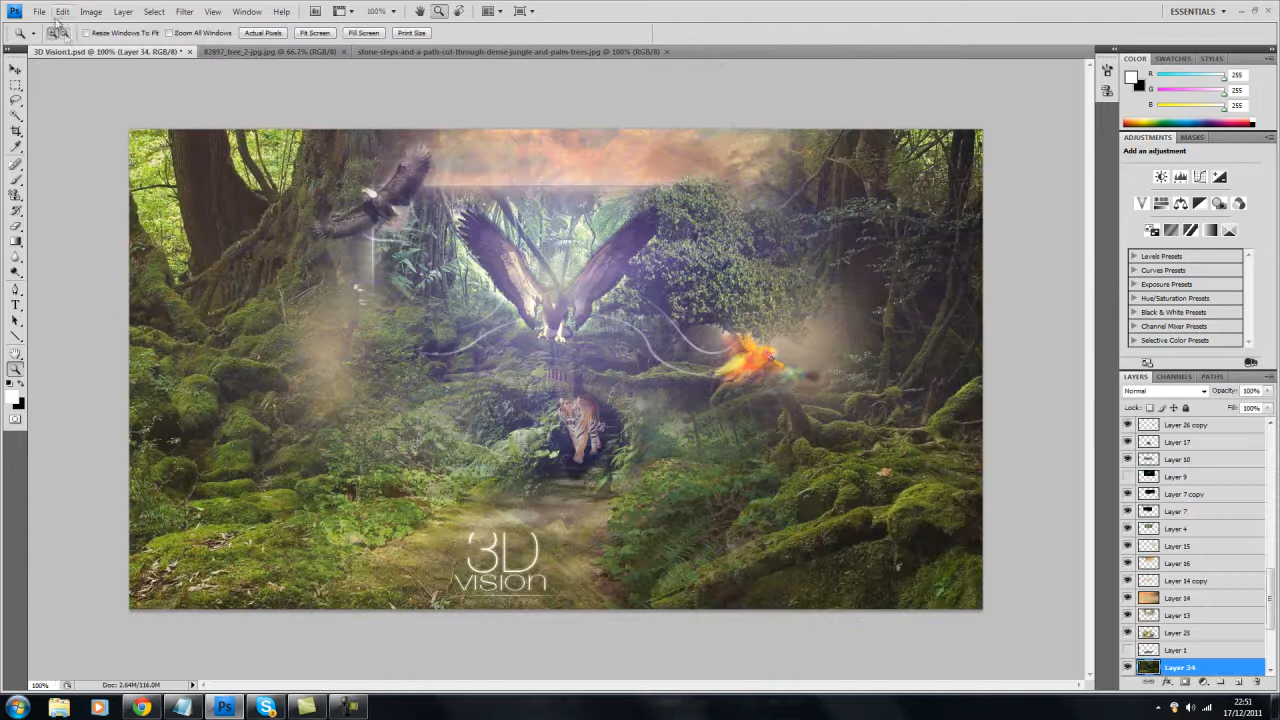 Ps File Edit Image Layer Select Filter View Window Help 100% ESSENTIALS
Resize Windows To Fit Zoom All Windows Actual Pixels Fit Screen Fill Screen Print Size
3D Vision1.psd @ 100% (Layer 34, RGB/8) * 82897_tree_2-jpg.jpg @ 66.7% (RGB/8) stone-steps-and-a-path-cut-through-dense-jungle-and-palm-trees.jpg @ 100% (RGB/8)
COLOR SWATCHES STYLES
R 255
G 255
B 255
ADJUSTMENTS MASKS
Add an adjustment
Levels Presets
Curves Presets
Exposure Presets
Hue/Saturation Presets
Black & White Presets
Channel Mixer Presets
Selective Color Presets
LAYERS CHANNELS PATHS
Normal Opacity: 100%
Lock: Fill: 100%
Layer 26 copy
Layer 17
Layer 10
Layer 9
Layer 7 copy
Layer 7
Layer 4
Layer 15
Layer 16
Layer 14 copy
Layer 14
Layer 13
Layer 25
Layer 1
Layer 34
3D
VISION
100% Doc: 2.64M/116.0M
22:51
17/12/2011